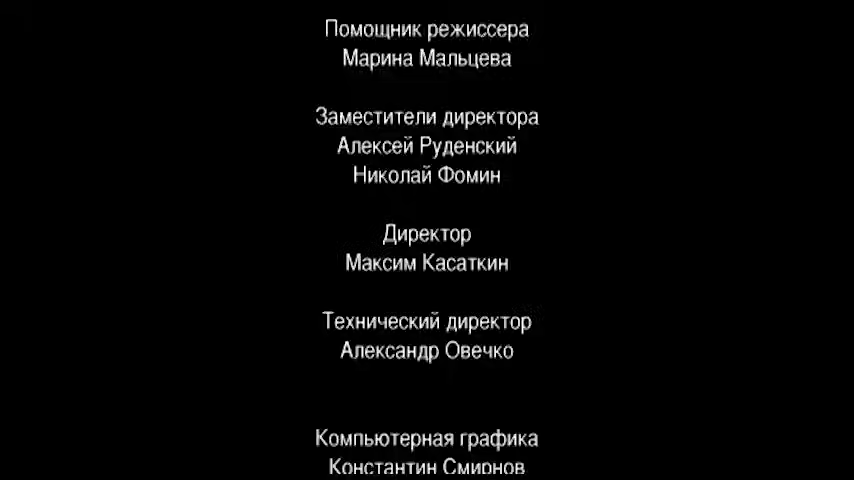 Помощник режиссера
Марина Мальцева
Заместители директора
Алексей Руденский
Николай Фомин
Директор
Максим Касаткин
Технический директор
Александр Овечко
Компьютерная графика
Константин Смирнов